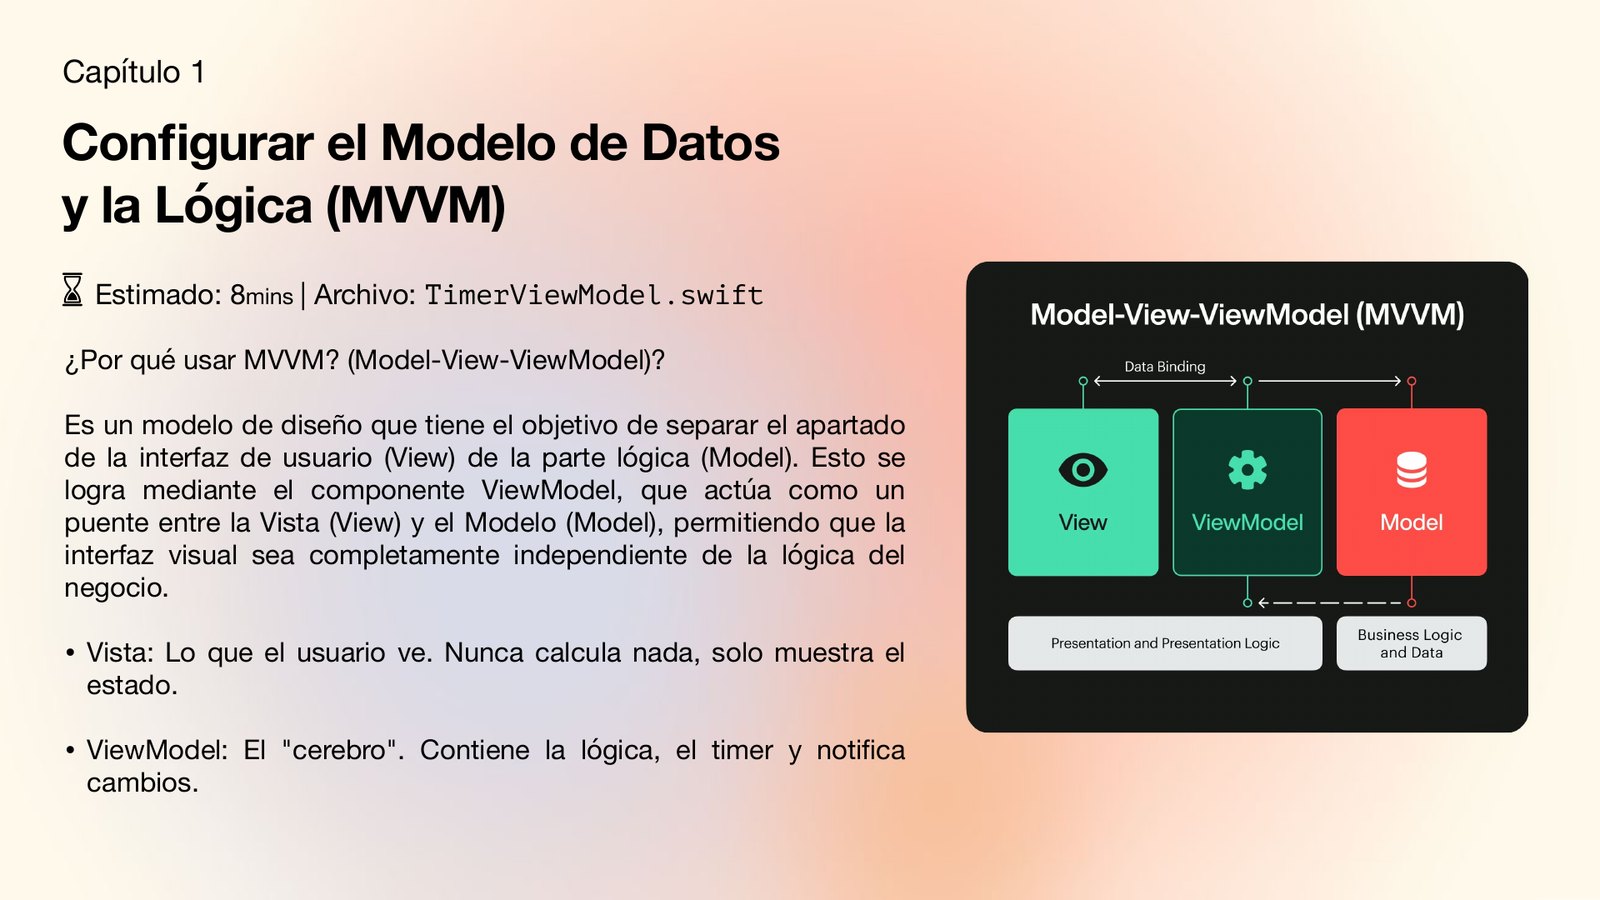 Capítulo 1
Configurar el Modelo de Datos
y la Lógica (MVVM)
Estimado: 8mins | Archivo: TimerViewModel.swift
¿Por qué usar MVVM? (Model-View-ViewModel)?
Es un modelo de diseño que tiene el objetivo de separar el apartado
de la interfaz de usuario (View) de la parte lógica (Model). Esto se
logra mediante el componente ViewModel, que actúa como un
puente entre la Vista (View) y el Modelo (Model), permitiendo que la
interfaz visual sea completamente independiente de la lógica del
negocio.
• Vista: Lo que el usuario ve. Nunca calcula nada, solo muestra el
estado.
• ViewModel: El "cerebro". Contiene la lógica, el timer y notifica
cambios.
Model-View-ViewModel (MVVM)
Data Binding
View
ViewModel
Model
Presentation and Presentation Logic
Business Logic
and Data